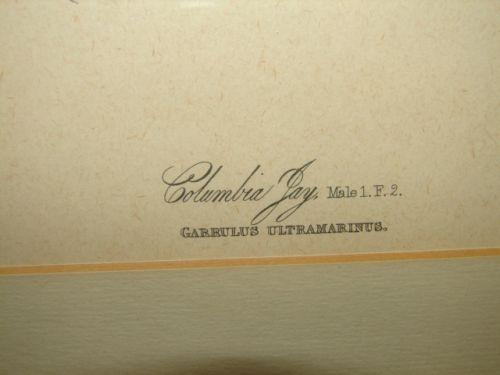 Columbia Jay, Male 1. F. 2.
GARRULUS ULTRAMARINUS.